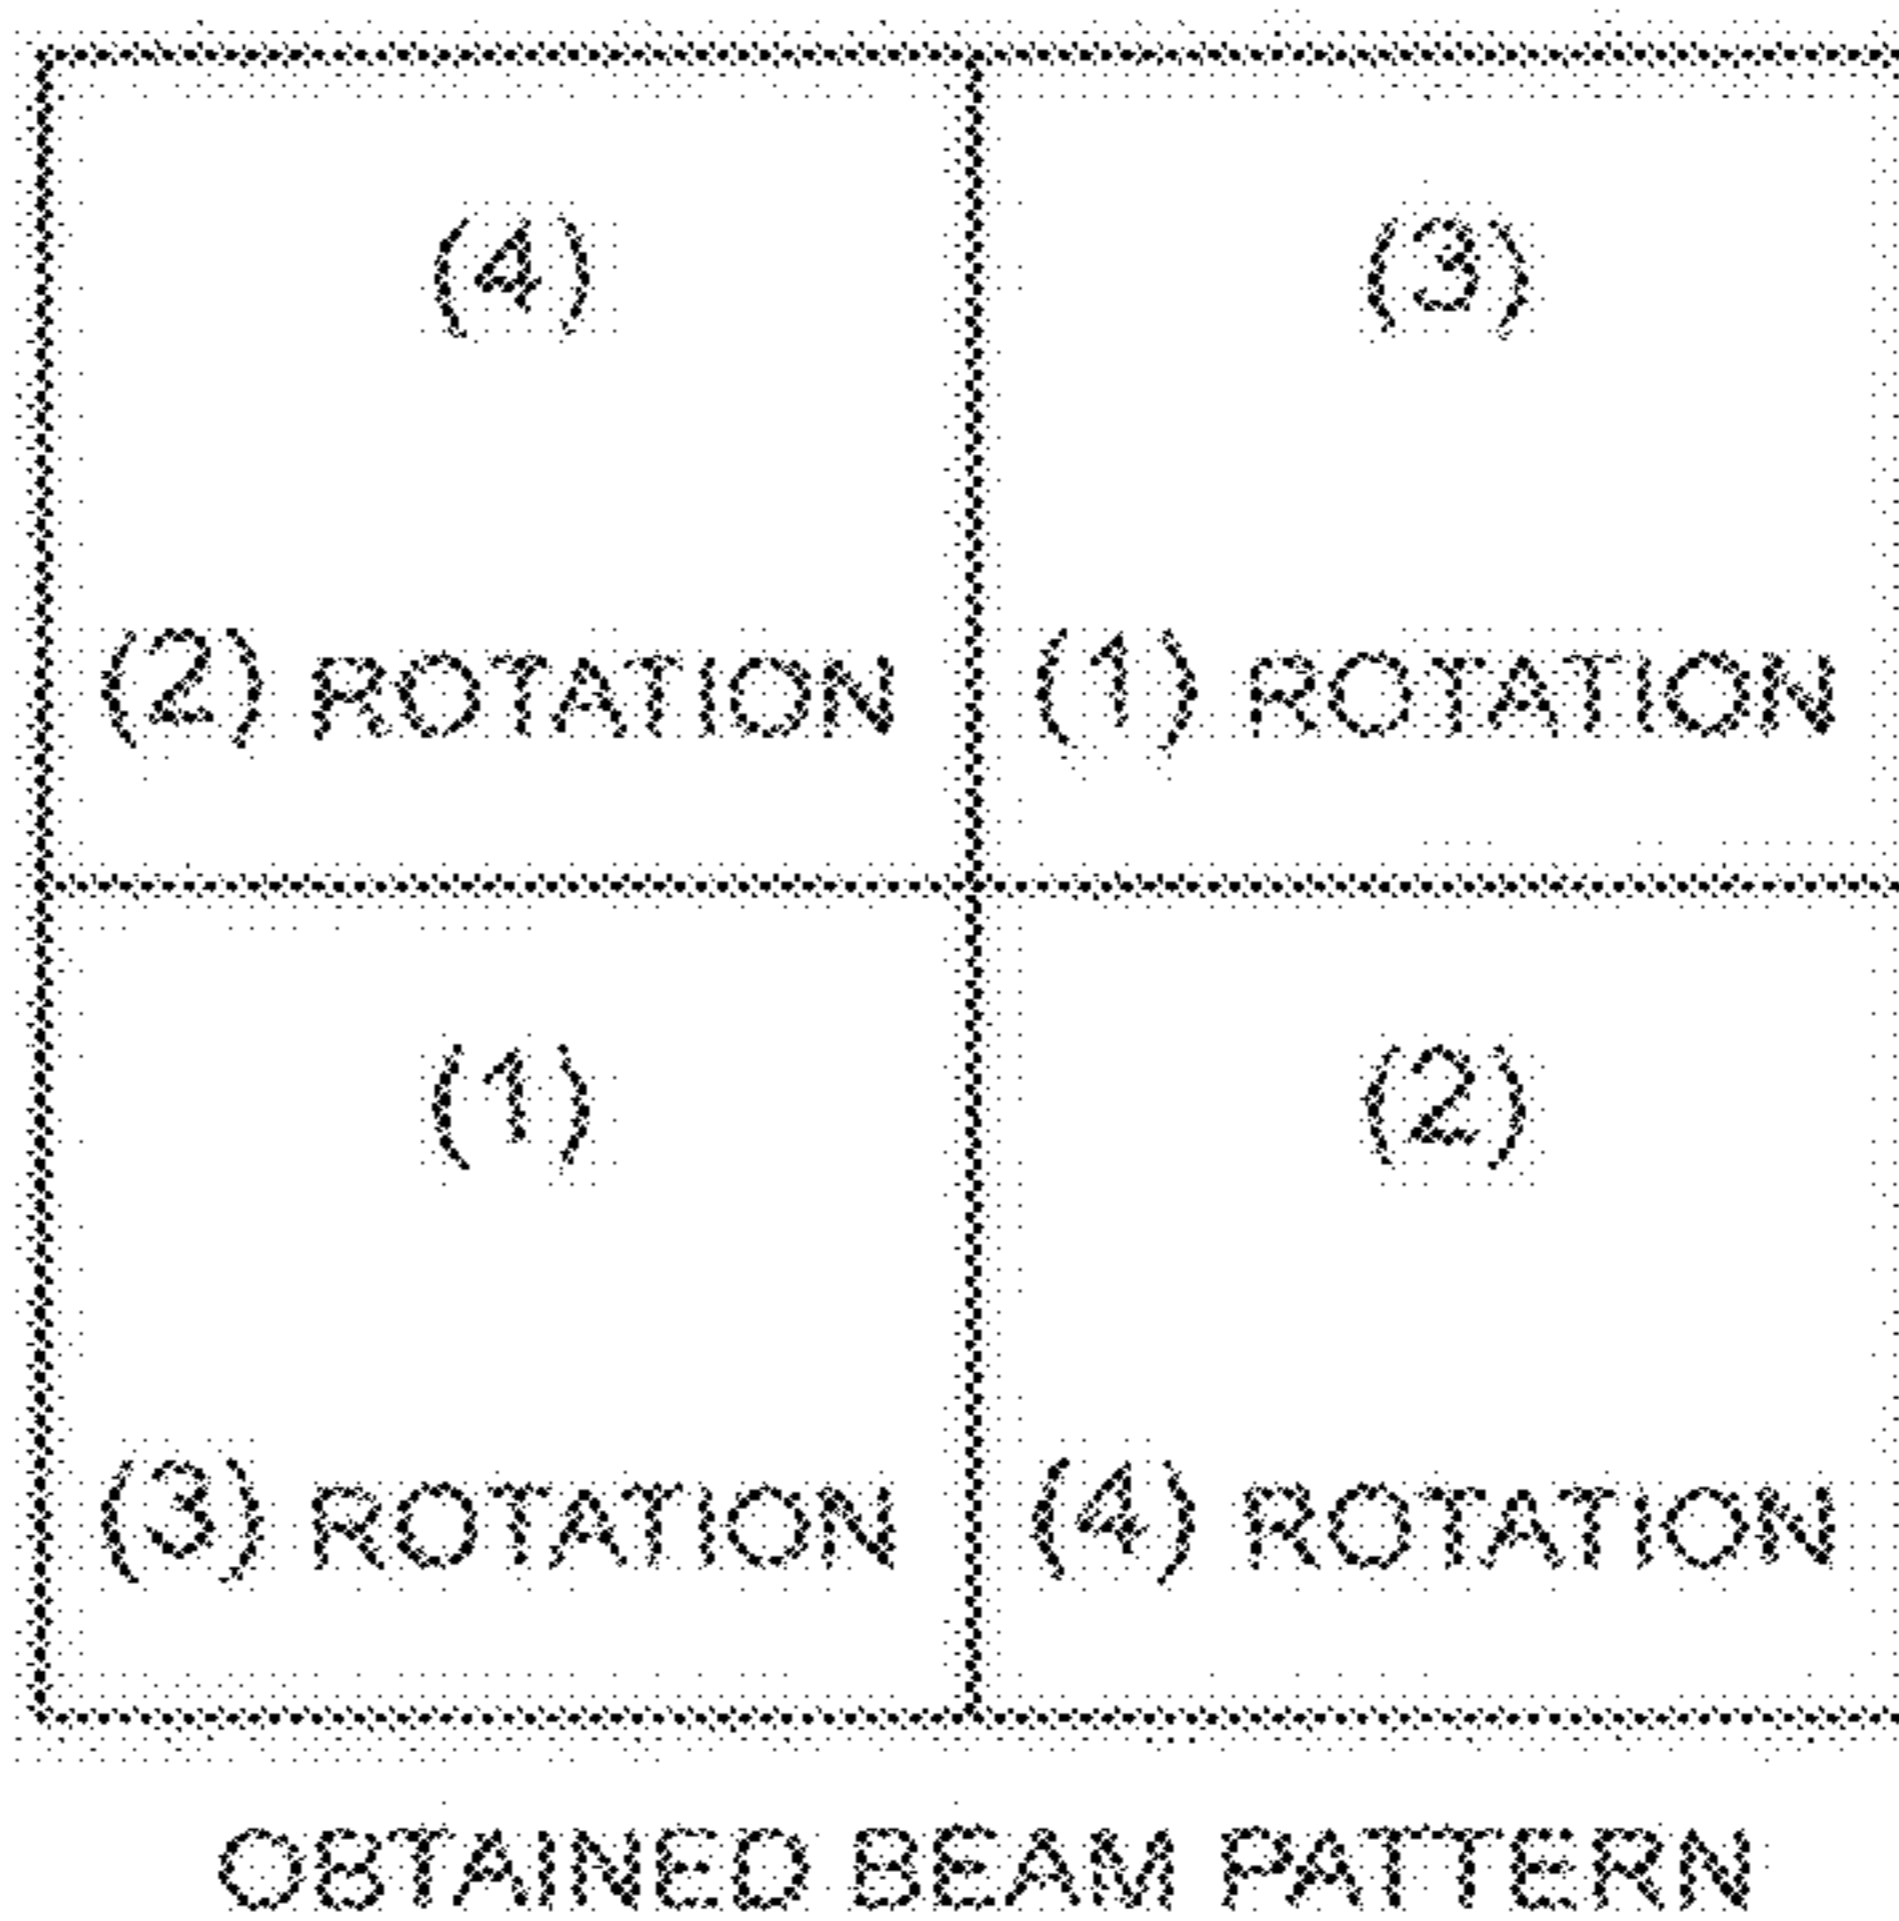 (4) (3)
(2) ROTATION (1) ROTATION
(1) (2)
(3) ROTATION (4) ROTATION
OBTAINED BEAM PATTERN